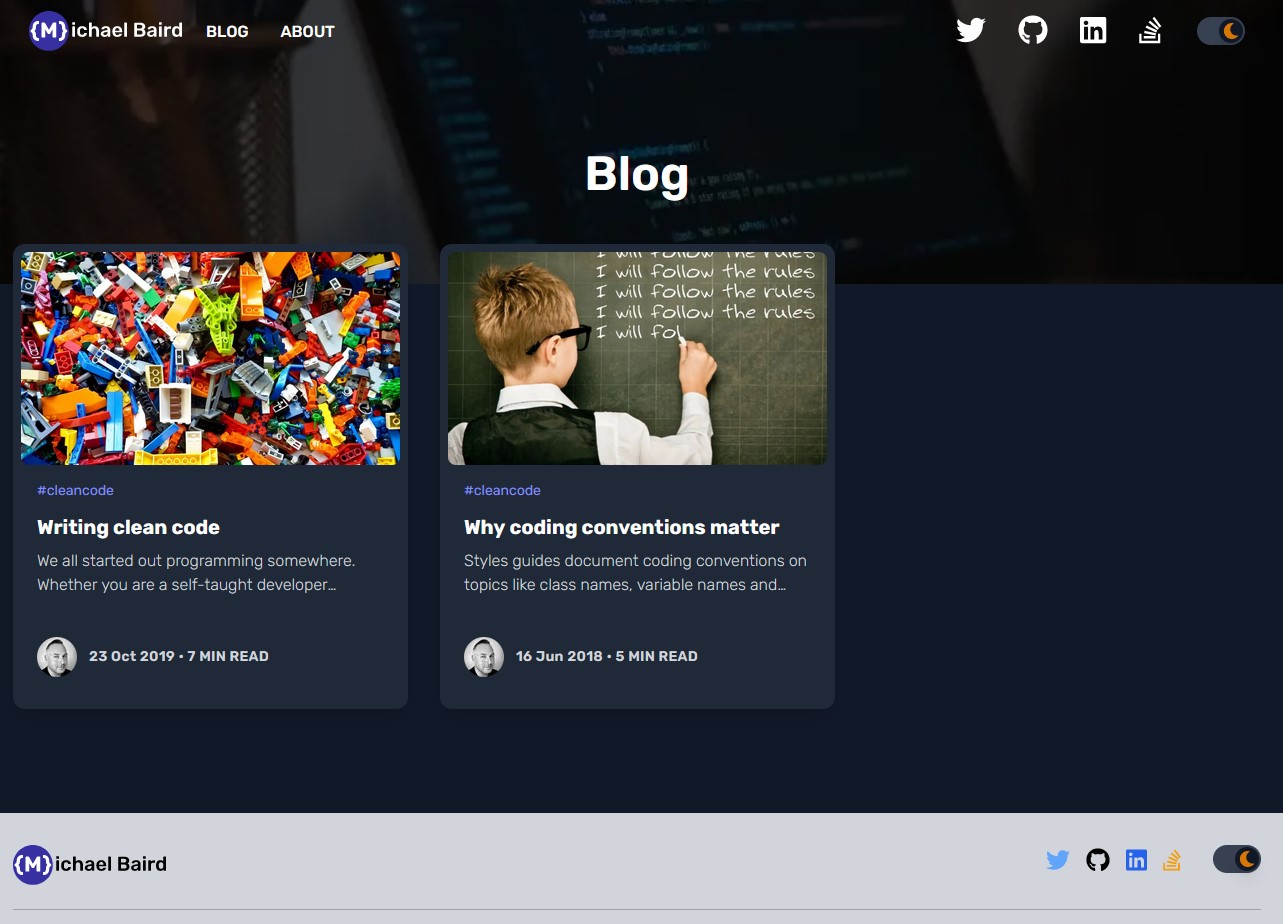 {M}ichael Baird
BLOG
ABOUT
Blog
I will follow the rules
I will follow the rules
I will follow the rules
I will follow the rules
I will fol
#cleancode
Writing clean code
We all started out programming somewhere.
Whether you are a self-taught developer…
23 Oct 2019 • 7 MIN READ
#cleancode
Why coding conventions matter
Styles guides document coding conventions on
topics like class names, variable names and…
16 Jun 2018 • 5 MIN READ
{M}ichael Baird